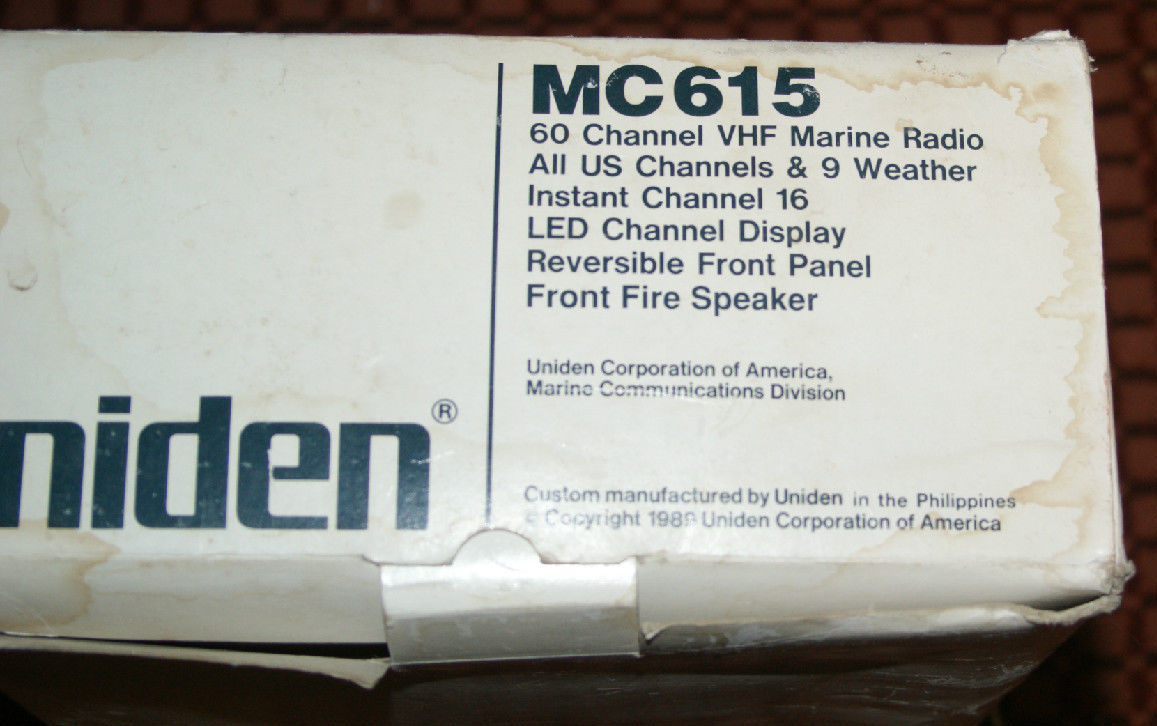 MC615
60 Channel VHF Marine Radio
All US Channels & 9 Weather
Instant Channel 16
LED Channel Display
Reversible Front Panel
Front Fire Speaker
Uniden Corporation of America,
Marine Communications Division
niden®
Custom manufactured by Uniden in the Philippines
© Copyright 1989 Uniden Corporation of America